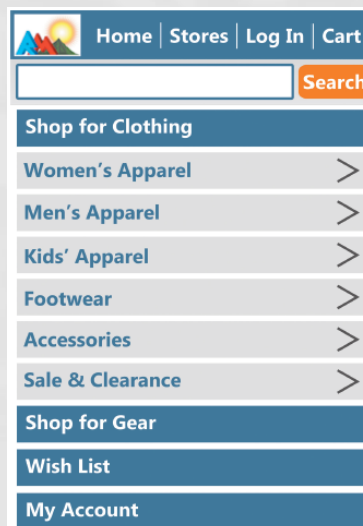 Home | Stores | Log In | Cart
Search
Shop for Clothing
Women’s Apparel
Men’s Apparel
Kids’ Apparel
Footwear
Accessories
Sale & Clearance
Shop for Gear
Wish List
My Account